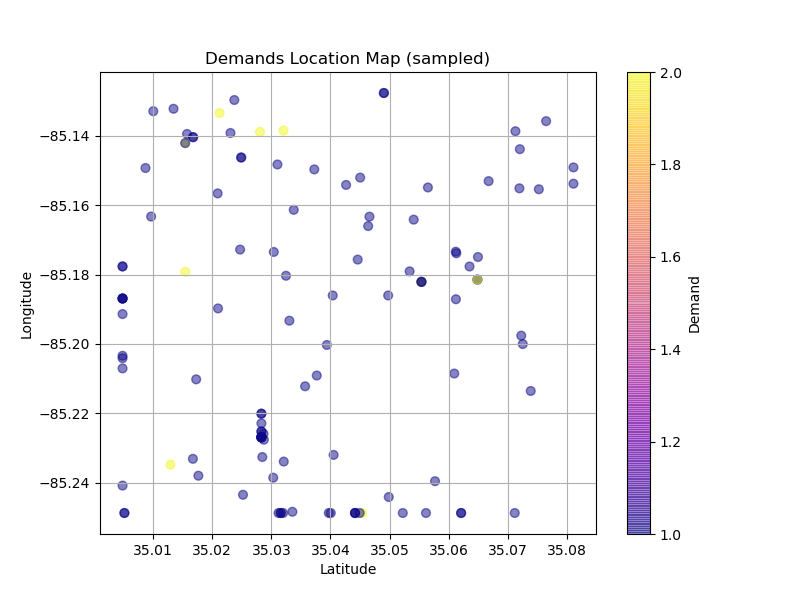 Demands Location Map (sampled)
−85.14
−85.16
−85.18
−85.20
−85.22
−85.24
Longitude
35.01 35.02 35.03 35.04 35.05 35.06 35.07 35.08
Latitude
2.0
1.8
1.6
1.4
1.2
1.0
Demand